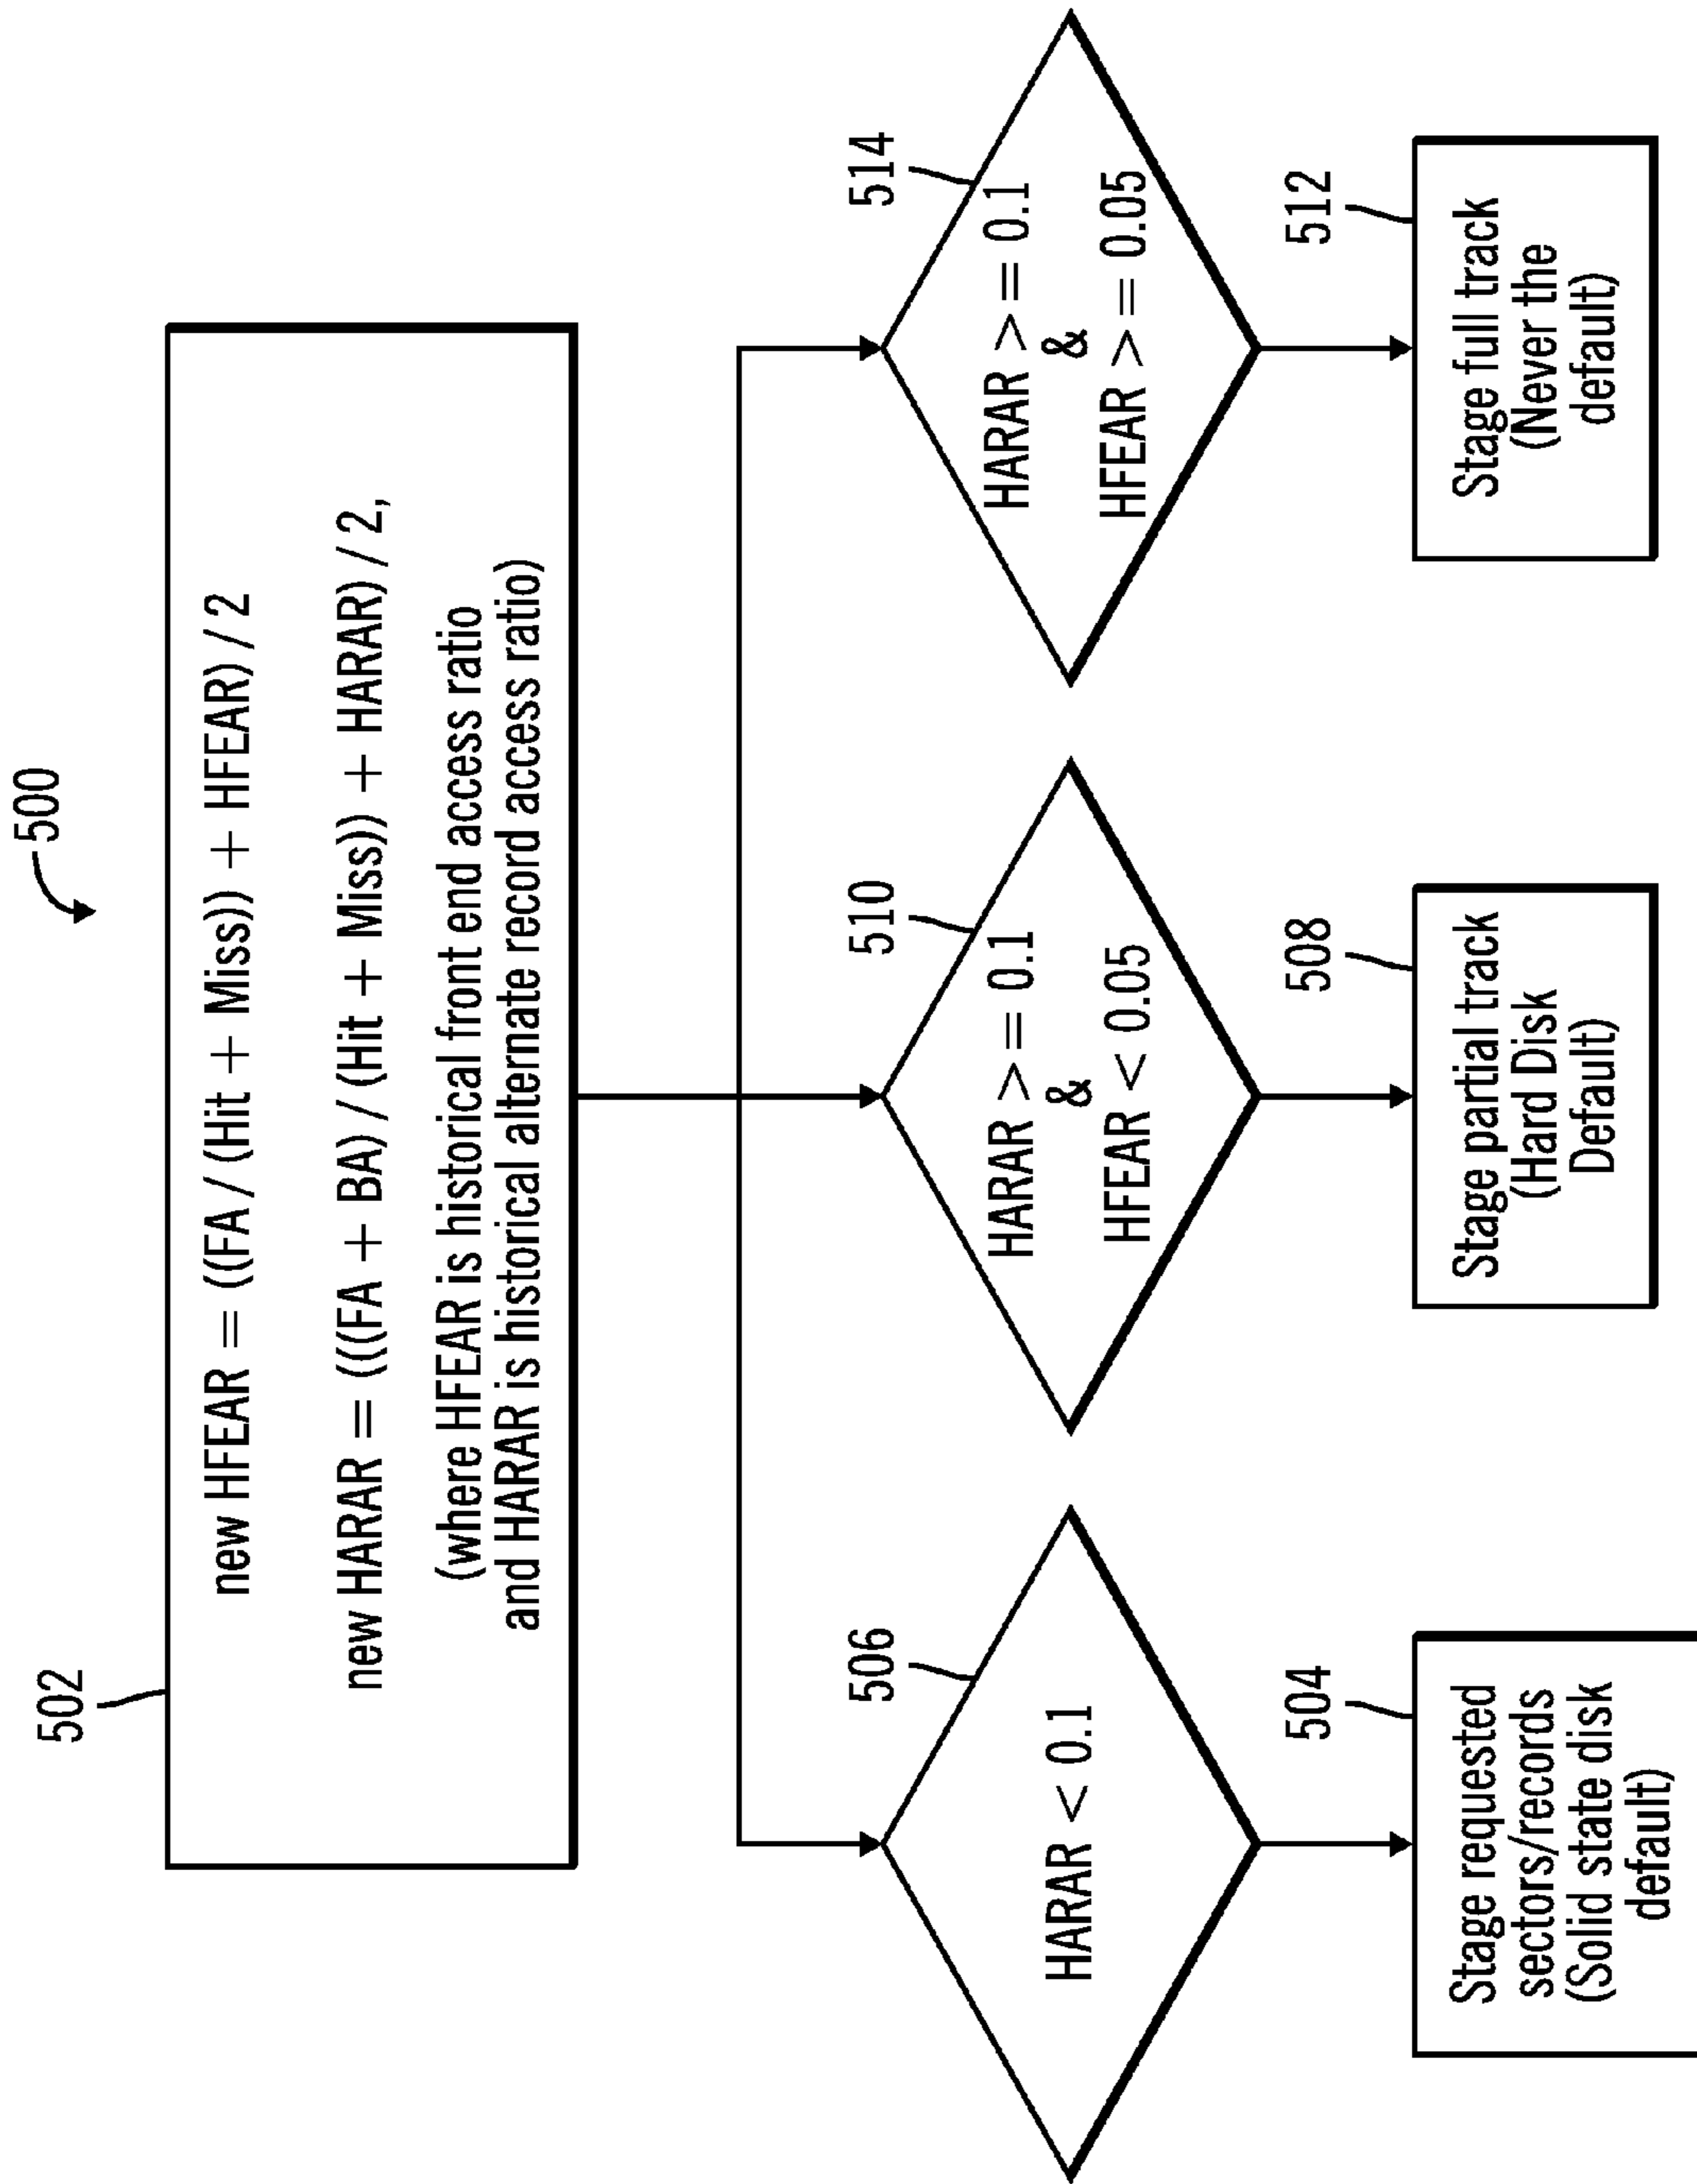 500
502
new HFEAR = ((FA / (Hit + Miss)) + HFEAR) / 2
new HARAR = (((FA + BA) / (Hit + Miss)) + HARAR) / 2,
(where HFEAR is historical front end access ratio
and HARAR is historical alternate record access ratio)
506
HARAR < 0.1
504
Stage requested
sectors/records
(Solid state disk
default)
510
HARAR >= 0.1
&
HFEAR < 0.05
508
Stage partial track
(Hard Disk
Default)
514
HARAR >= 0.1
&
HFEAR >= 0.05
512
Stage full track
(Never the
default)